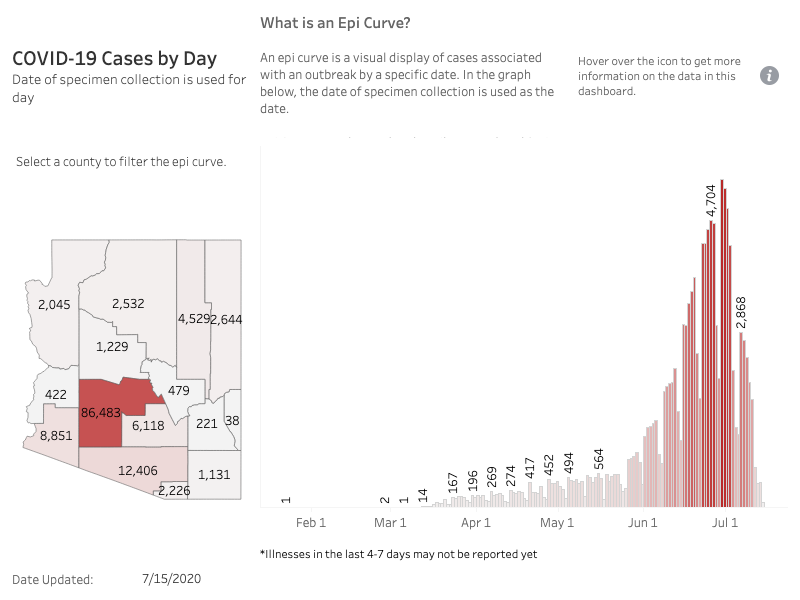 What is an Epi Curve?
COVID-19 Cases by Day
Date of specimen collection is used for
day
An epi curve is a visual display of cases associated
with an outbreak by a specific date. In the graph
below, the date of specimen collection is used as the
date.
Hover over the icon to get more
information on the data in this
dashboard.
i
Select a county to filter the epi curve.
2,045
2,532
4,529
2,644
1,229
422
479
86,483
8,851
6,118
221
38
12,406
2,226
1,131
1
2
1
14
167
196
269
274
417
452
494
564
4,704
2,868
Feb 1
Mar 1
Apr 1
May 1
Jun 1
Jul 1
*Illnesses in the last 4-7 days may not be reported yet
Date Updated: 7/15/2020